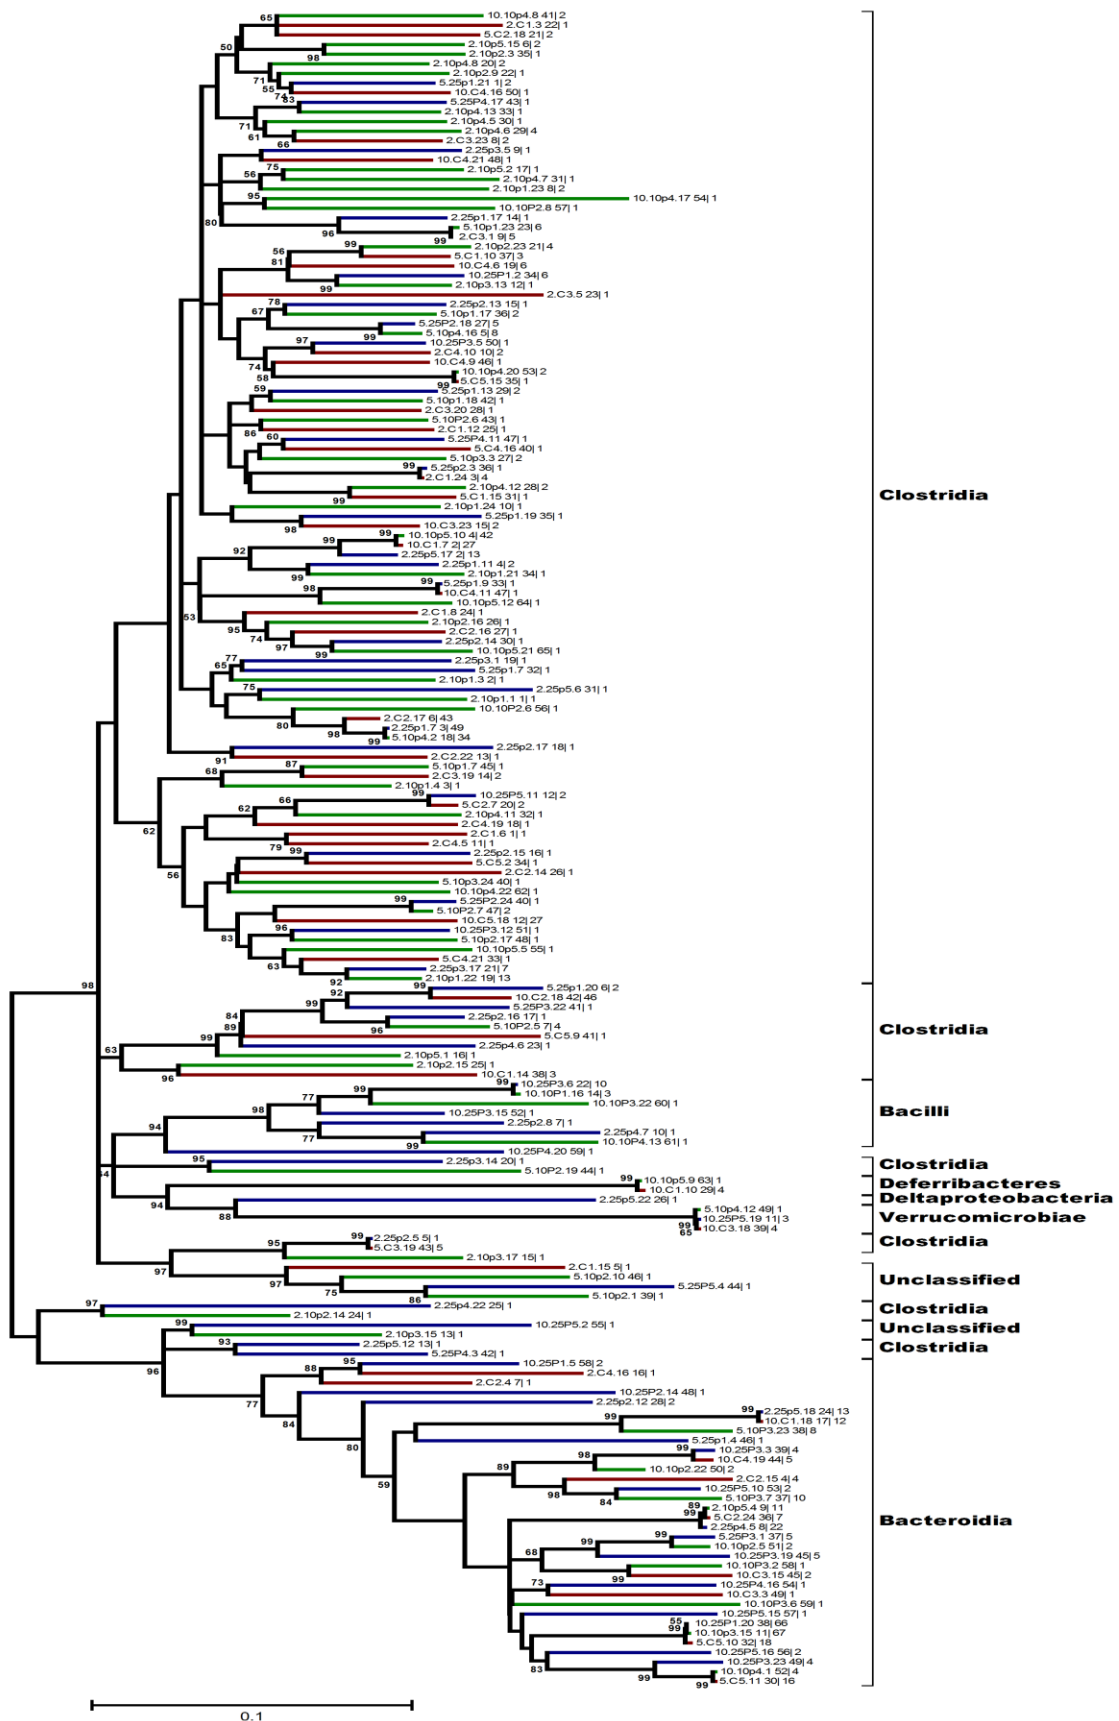 10.10p4.8 41| 2
2.C1.3 22| 1
5.C2.18 21| 2
2.10p5.15 6| 2
2.10p2.3 35| 1
2.10p4.8 20| 2
2.10p2.9 22| 1
5.25p1.21 1| 2
10.C4.16 50| 1
5.25P4.17 43| 1
2.10p4.13 33| 1
2.10p4.5 30| 1
2.10p4.6 29| 4
2.C3.23 8| 2
2.25p3.5 9| 1
10.C4.21 48| 1
2.10p5.2 17| 1
2.10p4.7 31| 1
2.10p1.23 8| 2
10.10p4.17 54| 1
10.10P2.8 57| 1
2.25p1.17 14| 1
5.10p1.23 23| 6
2.C3.1 9| 5
2.10p2.23 21| 4
5.C1.10 37| 3
10.C4.6 19| 6
10.25P1.2 34| 6
2.10p3.13 12| 1
2.C3.5 23| 1
2.25p2.13 15| 1
5.10p1.17 36| 2
5.25P2.18 27| 5
5.10p4.16 5| 8
10.25P3.5 50| 1
2.C4.10 10| 2
10.C4.9 46| 1
10.10p4.20 53| 2
5.C5.15 35| 1
5.25p1.13 29| 2
5.10p1.18 42| 1
2.C3.20 28| 1
5.10P2.6 43| 1
2.C1.12 25| 1
5.25P4.11 47| 1
5.C4.16 40| 1
5.10p3.3 27| 2
5.25p2.3 36| 1
2.C1.24 3| 4
2.10p4.12 28| 2
5.C1.15 31| 1
2.10p1.24 10| 1
5.25p1.19 35| 1
10.C3.23 15| 2
10.10p5.10 4| 42
10.C1.7 2| 27
2.25p5.17 2| 13
2.25p1.11 4| 2
2.10p1.21 34| 1
5.25p1.9 33| 1
10.C4.11 47| 1
10.10p5.12 64| 1
2.C1.8 24| 1
2.10p2.16 26| 1
2.C2.16 27| 1
2.25p2.14 30| 1
10.10p5.21 65| 1
2.25p3.1 19| 1
5.25p1.7 32| 1
2.10p1.3 2| 1
2.25p5.6 31| 1
2.10p1.1 1| 1
10.10P2.6 56| 1
2.C2.17 6| 43
2.25p1.7 3| 49
5.10p4.2 18| 34
2.25p2.17 18| 1
2.C2.22 13| 1
5.10p1.7 45| 1
2.C3.19 14| 2
2.10p1.4 3| 1
10.25P5.11 12| 2
5.C2.7 20| 2
2.10p4.11 32| 1
2.C4.19 18| 1
2.C1.6 1| 1
2.C4.5 11| 1
2.25p2.15 16| 1
5.C5.2 34| 1
2.C2.14 26| 1
5.10p3.24 40| 1
10.10p4.22 62| 1
5.25P2.24 40| 1
5.10P2.7 47| 2
10.C5.18 12| 27
10.25P3.12 51| 1
5.10p2.17 48| 1
10.10p5.5 55| 1
5.C4.21 33| 1
2.25p3.17 21| 7
2.10p1.22 19| 13
Clostridia
5.25p1.20 6| 2
10.C2.18 42| 46
5.25P3.22 41| 1
2.25p2.16 17| 1
5.10P2.5 7| 4
5.C5.9 41| 1
2.25p4.6 23| 1
2.10p5.1 16| 1
2.10p2.15 25| 1
10.C1.14 38| 3
Clostridia
10.25P3.6 22| 10
10.10P1.16 14| 3
10.10P3.22 60| 1
10.25P3.15 52| 1
2.25p2.8 7| 1
2.25p4.7 10| 1
10.10P4.13 61| 1
Bacilli
10.25P4.20 59| 1
2.25p3.14 20| 1
5.10P2.19 44| 1
Clostridia
10.10p5.9 63| 1
10.C1.10 29| 4
Deferribacteres
2.25p5.22 26| 1
Deltaproteobacteria
5.10p4.12 49| 1
10.25P5.19 11| 3
10.C3.18 39| 4
Verrucomicrobiae
2.25p2.5 5| 1
5.C3.19 43| 5
2.10p3.17 15| 1
Clostridia
2.C1.15 5| 1
5.10p2.10 46| 1
5.25P5.4 44| 1
5.10p2.1 39| 1
Unclassified
2.25p4.22 25| 1
2.10p2.14 24| 1
Clostridia
10.25P5.2 55| 1
2.10p3.15 13| 1
Unclassified
2.25p5.12 13| 1
5.25P4.3 42| 1
Clostridia
10.25P1.5 58| 2
2.C4.16 16| 1
2.C2.4 7| 1
10.25P2.14 48| 1
2.25p2.12 28| 2
2.25p5.18 24| 13
10.C1.18 17| 12
5.10P3.23 38| 8
5.25p1.4 46| 1
10.25P3.3 39| 4
10.C4.19 44| 5
10.10p2.22 50| 2
2.C2.15 4| 4
10.25P5.10 53| 2
5.10P3.7 37| 10
2.10p5.4 9| 11
5.C2.24 36| 7
2.25p4.5 8| 22
5.25P3.1 37| 5
10.10p2.5 51| 2
10.25P3.19 45| 5
10.10P3.2 58| 1
10.C3.15 45| 2
10.25P4.16 54| 1
10.C3.3 49| 1
10.10P3.6 59| 1
10.25P5.15 57| 1
10.25P1.20 38| 66
10.10p3.15 11| 67
5.C5.10 32| 18
10.25P5.16 56| 2
10.25P3.23 49| 4
10.10p4.1 52| 4
5.C5.11 30| 16
Bacteroidia
0.1